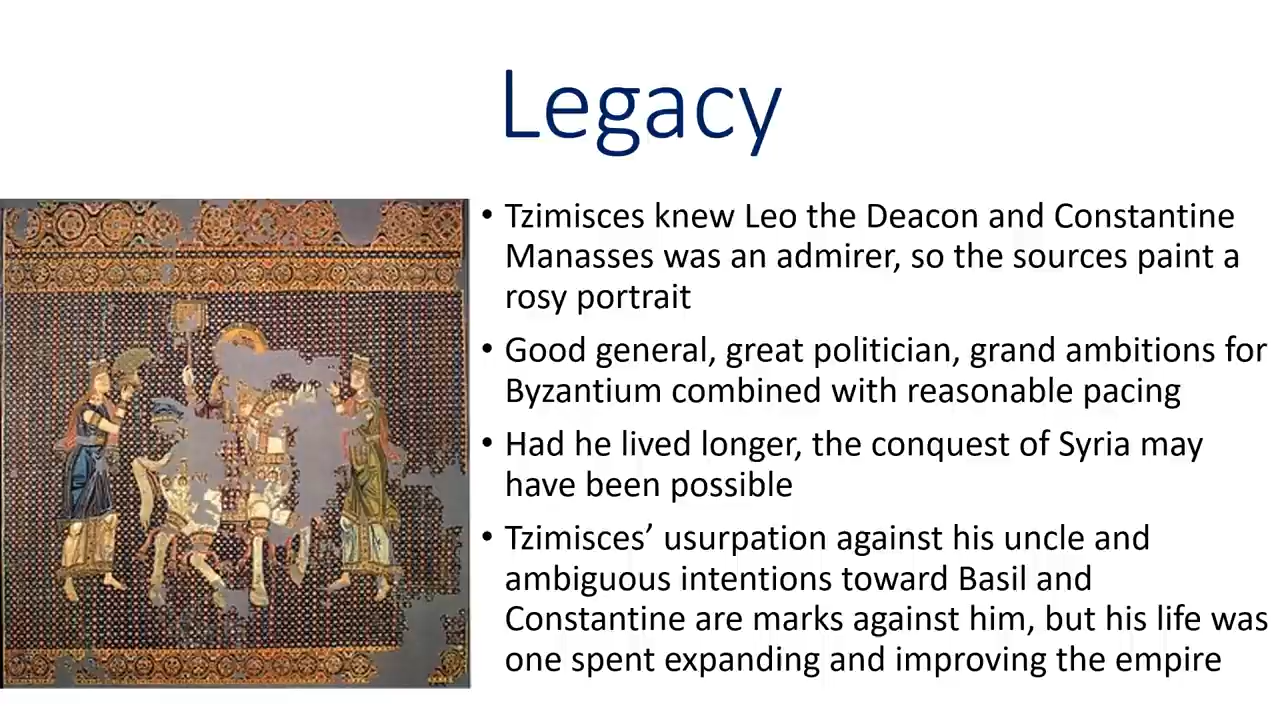 Legacy
• Tzimisces knew Leo the Deacon and Constantine
Manasses was an admirer, so the sources paint a
rosy portrait
• Good general, great politician, grand ambitions for
Byzantium combined with reasonable pacing
• Had he lived longer, the conquest of Syria may
have been possible
• Tzimisces’ usurpation against his uncle and
ambiguous intentions toward Basil and
Constantine are marks against him, but his life was
one spent expanding and improving the empire